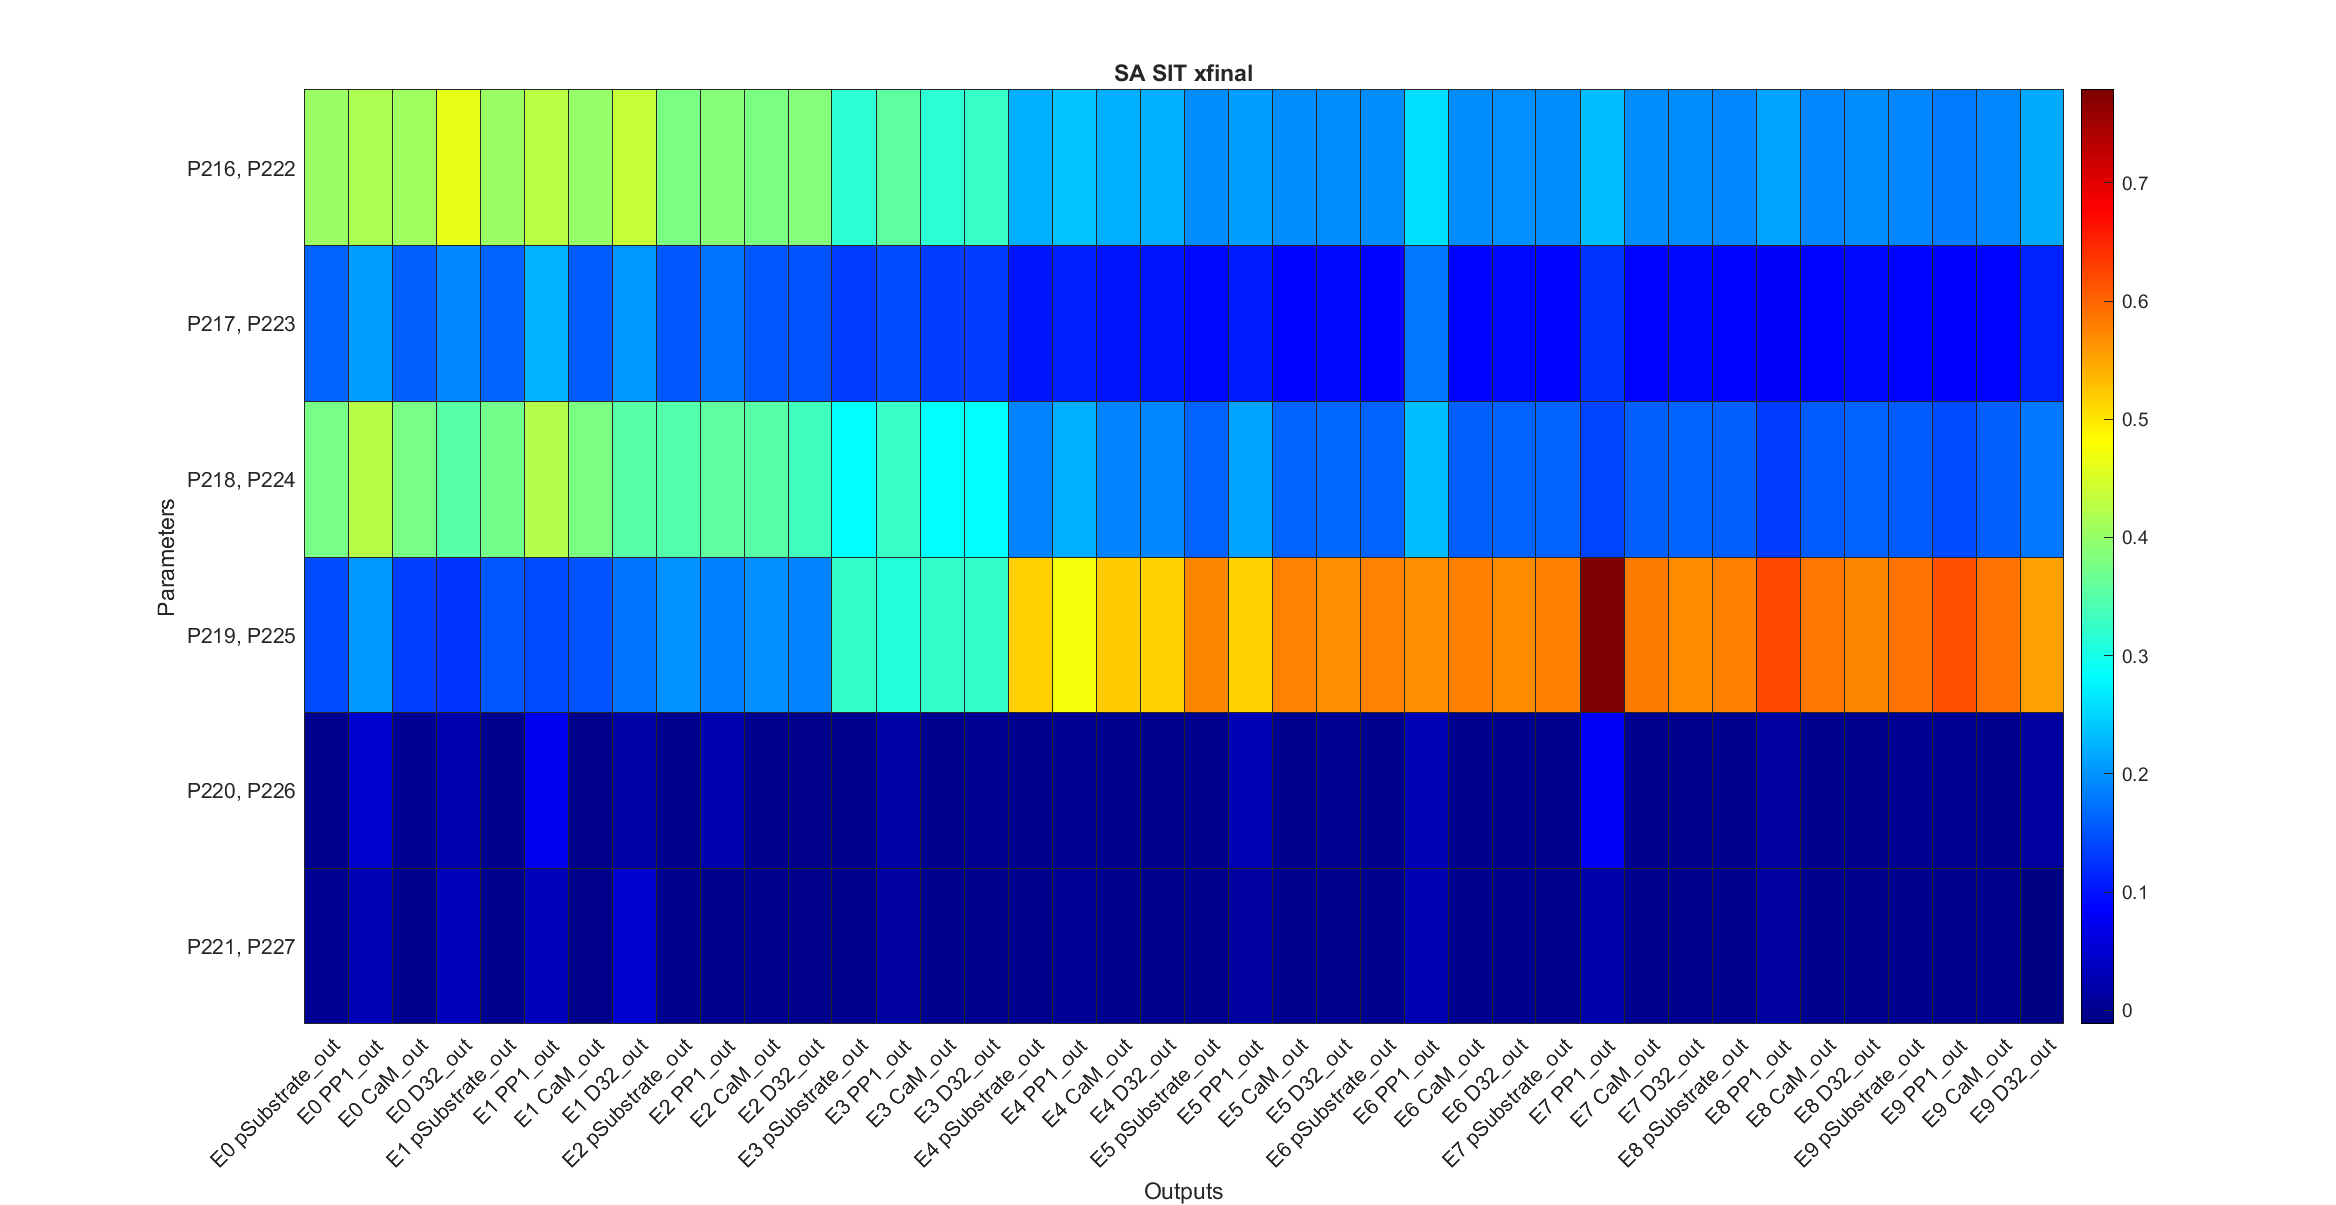 SA SIT xfinal
P216, P222
P217, P223
P218, P224
P219, P225
P220, P226
P221, P227
Parameters
0.7
0.6
0.5
0.4
0.3
0.2
0.1
0
E0 pSubstrate_out
E0 PP1_out
E0 CaM_out
E0 D32_out
E1 pSubstrate_out
E1 PP1_out
E1 CaM_out
E1 D32_out
E2 pSubstrate_out
E2 PP1_out
E2 CaM_out
E2 D32_out
E3 pSubstrate_out
E3 PP1_out
E3 CaM_out
E3 D32_out
E4 pSubstrate_out
E4 PP1_out
E4 CaM_out
E4 D32_out
E5 pSubstrate_out
E5 PP1_out
E5 CaM_out
E5 D32_out
E6 pSubstrate_out
E6 PP1_out
E6 CaM_out
E6 D32_out
E7 pSubstrate_out
E7 PP1_out
E7 CaM_out
E7 D32_out
E8 pSubstrate_out
E8 PP1_out
E8 CaM_out
E8 D32_out
E9 pSubstrate_out
E9 PP1_out
E9 CaM_out
E9 D32_out
Outputs